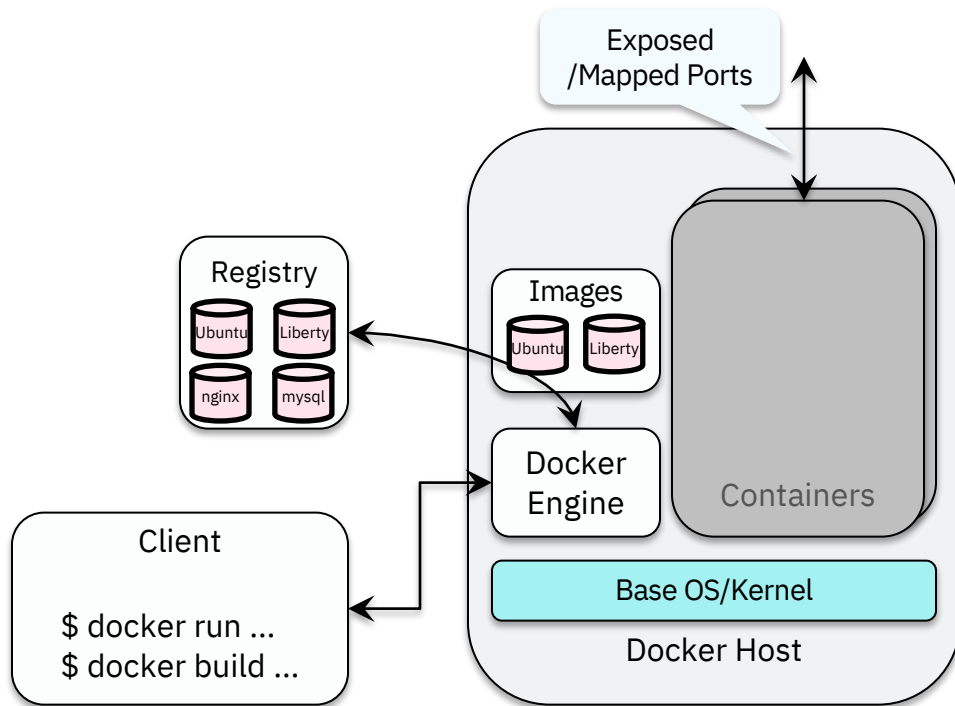 Exposed
/Mapped Ports
Registry
Ubuntu
Liberty
nginx
mysql
Images
Ubuntu
Liberty
Docker
Engine
Containers
Client
$ docker run ...
$ docker build ...
Base OS/Kernel
Docker Host